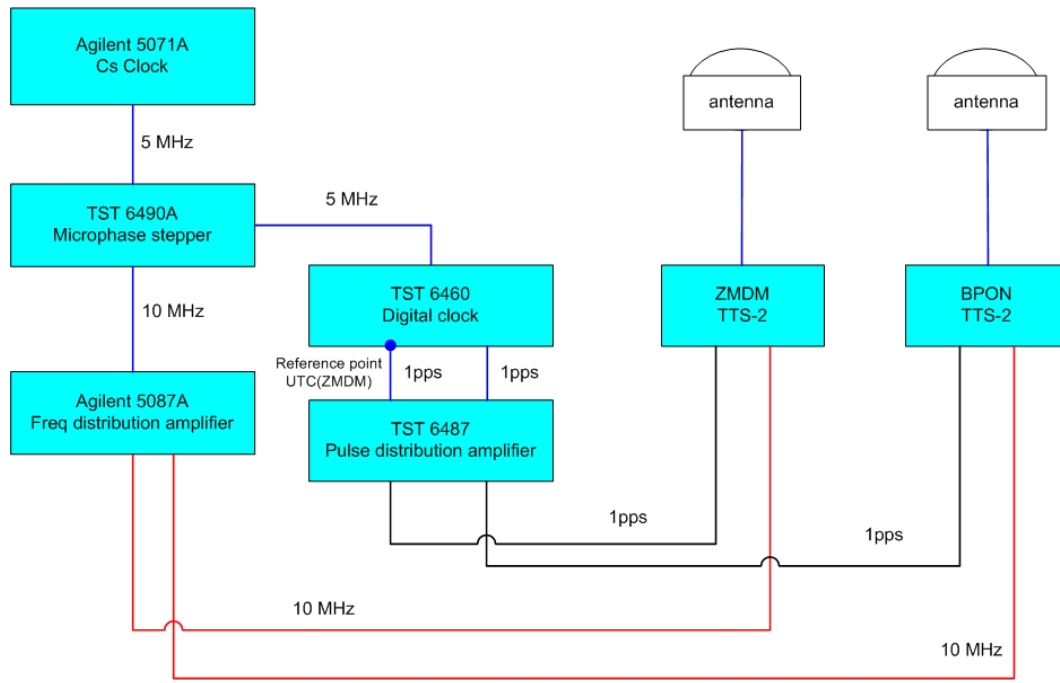 Agilent 5071A
Cs Clock
antenna
antenna
5 MHz
TST 6490A
Microphase stepper
5 MHz
TST 6460
Digital clock
ZMDM
TTS-2
BPON
TTS-2
10 MHz
Reference point
UTC(ZMDM)
1pps
1pps
Agilent 5087A
Freq distribution amplifier
TST 6487
Pulse distribution amplifier
1pps
1pps
10 MHz
10 MHz